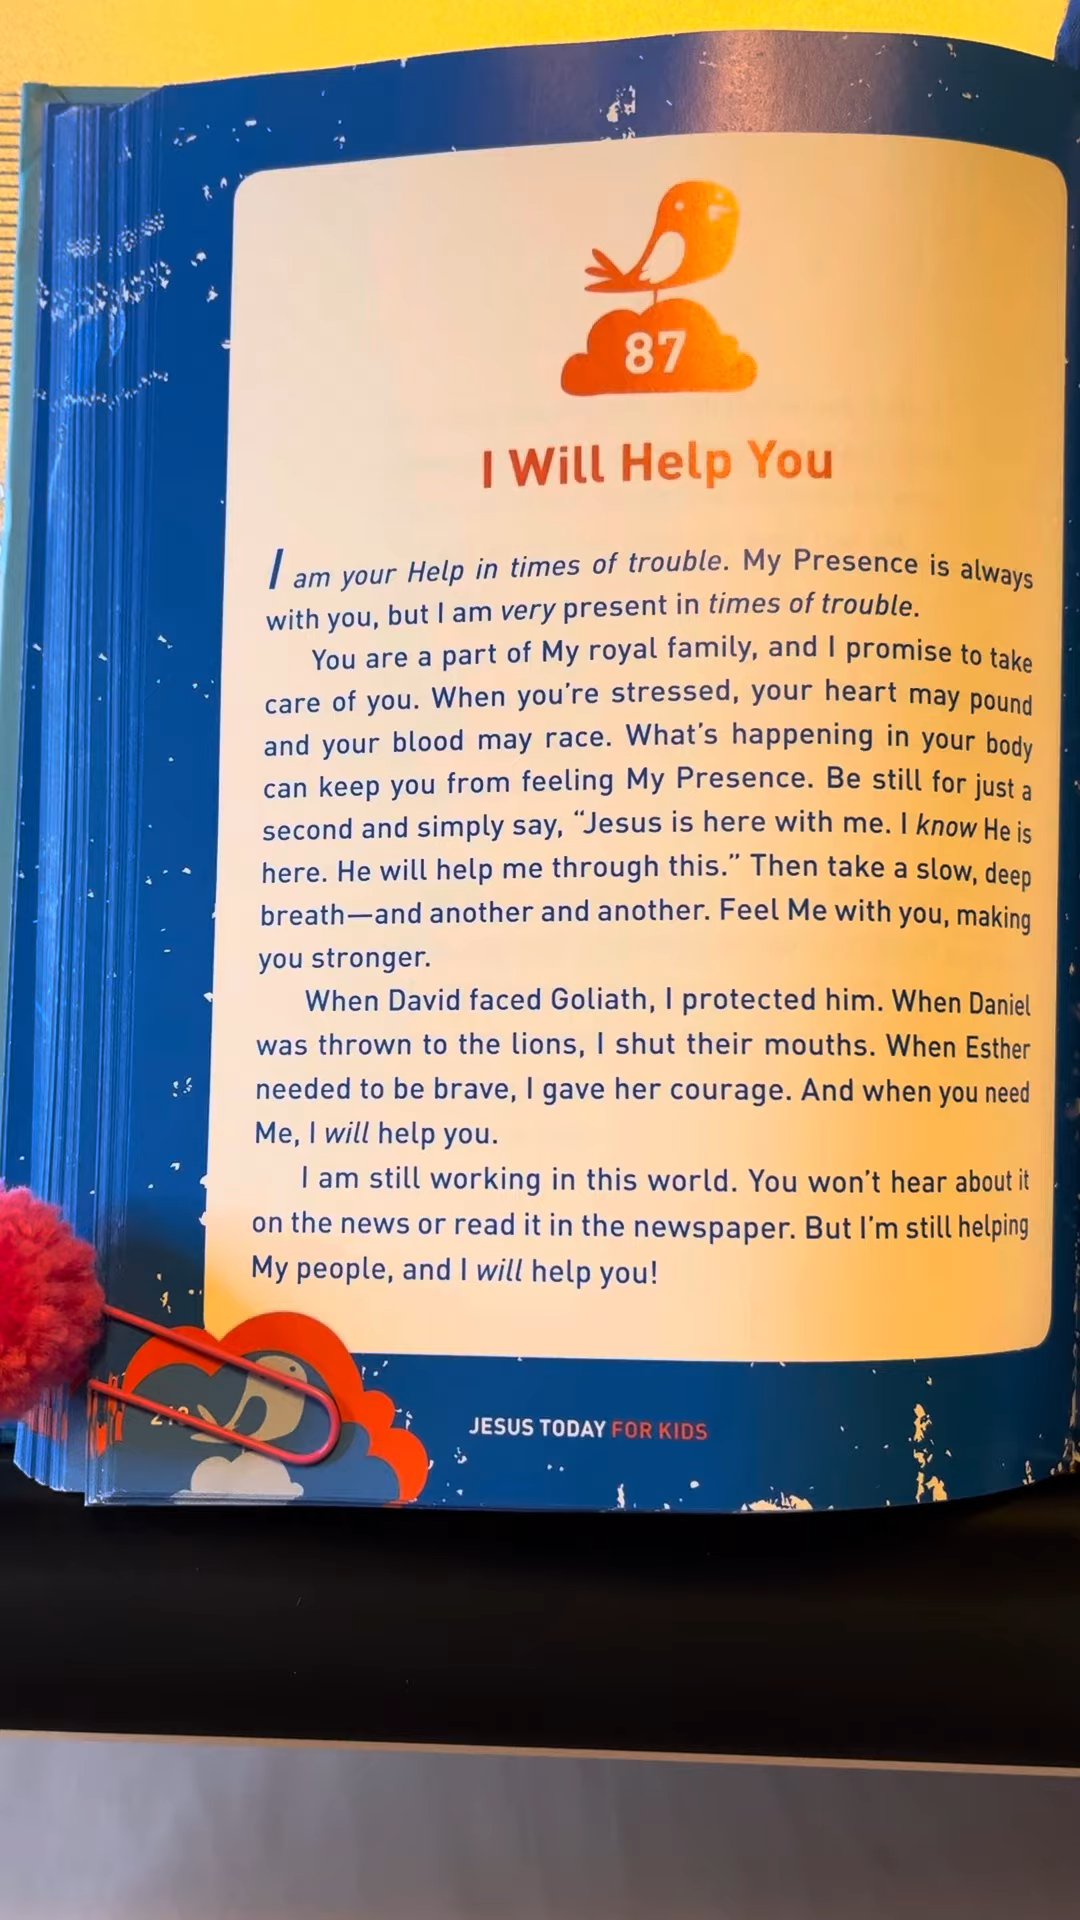 87
I Will Help You
I am your Help in times of trouble. My Presence is always
with you, but I am very present in times of trouble.
You are a part of My royal family, and I promise to take
care of you. When you're stressed, your heart may pound
and your blood may race. What's happening in your body
can keep you from feeling My Presence. Be still for just a
second and simply say, “Jesus is here with me. I know He is
here. He will help me through this.” Then take a slow, deep
breath—and another and another. Feel Me with you, making
you stronger.
When David faced Goliath, I protected him. When Daniel
was thrown to the lions, I shut their mouths. When Esther
needed to be brave, I gave her courage. And when you need
Me, I will help you.
I am still working in this world. You won't hear about it
on the news or read it in the newspaper. But I'm still helping
My people, and I will help you!
JESUS TODAY FOR KIDS